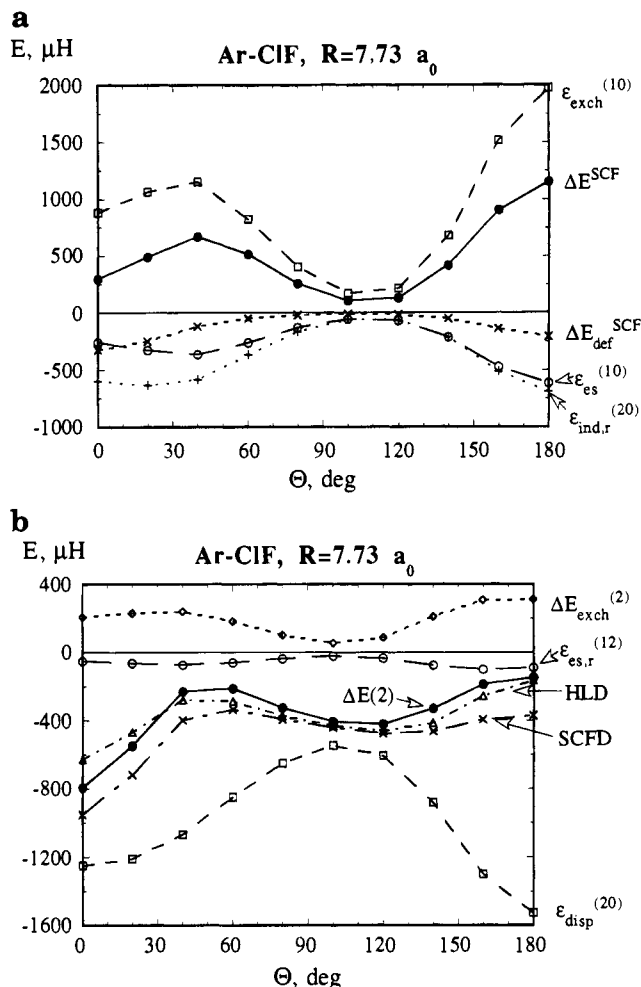 a
E, μH
Ar-ClF, R=7.73 a₀
2000
1500
1000
500
0
-500
-1000
0 30 60 90 120 150 180
Θ, deg
ε_exch^(10)
ΔE^SCF
ΔE_def^SCF
ε_es^(10)
ε_ind,r^(20)
b
E, μH
Ar-ClF, R=7.73 a₀
400
0
-400
-800
-1200
-1600
0 30 60 90 120 150 180
Θ, deg
ΔE_exch^(2)
ε_es,r^(12)
ΔE(2)
HLD
SCFD
ε_disp^(20)